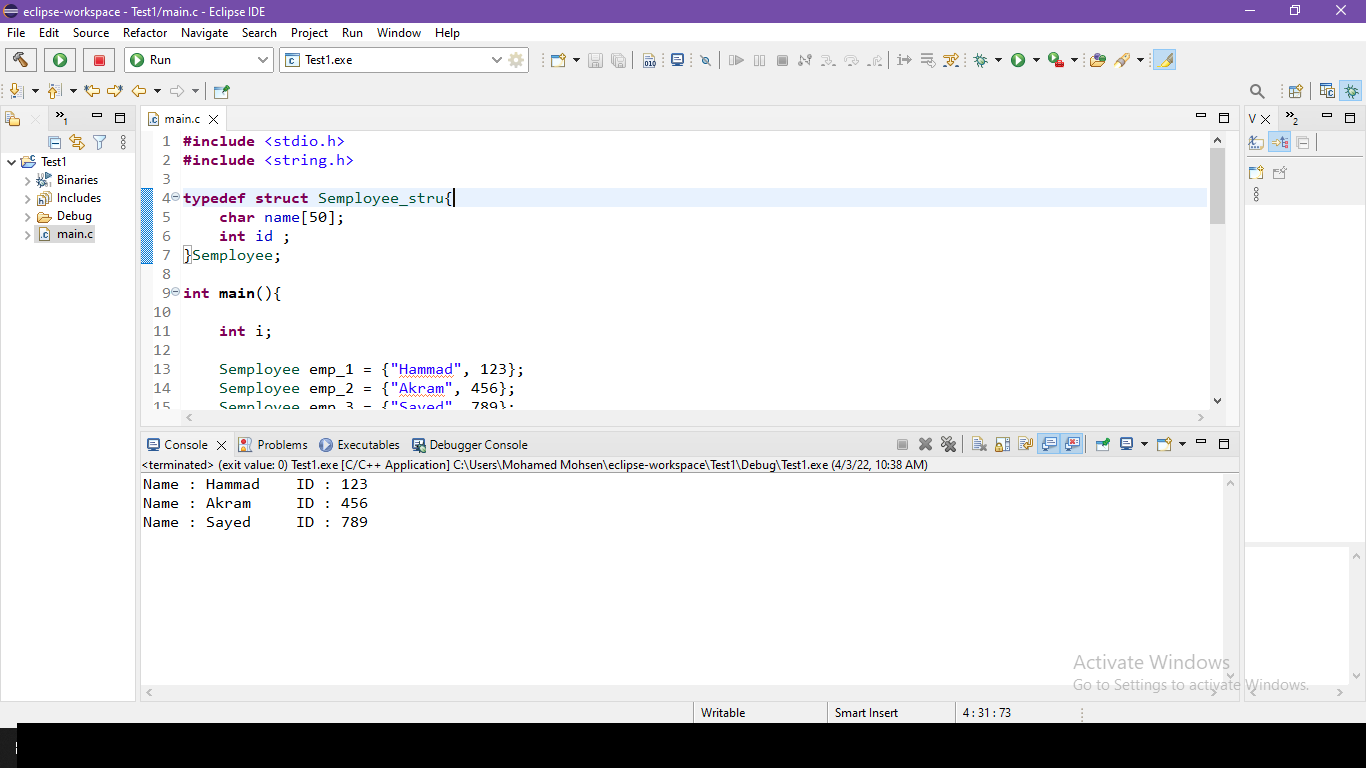 eclipse-workspace - Test1/main.c - Eclipse IDE
File Edit Source Refactor Navigate Search Project Run Window Help
Run
Test1.exe
main.c
Test1
Binaries
Includes
Debug
main.c
1 #include <stdio.h>
2 #include <string.h>
3
4 typedef struct Semployee_stru{
5 char name[50];
6 int id ;
7 }Semployee;
8
9 int main(){
10
11 int i;
12
13 Semployee emp_1 = {"Hammad", 123};
14 Semployee emp_2 = {"Akram", 456};
15 Semployee emp_3 = {"Sayed", 789};
Console Problems Executables Debugger Console
<terminated> (exit value: 0) Test1.exe [C/C++ Application] C:\Users\Mohamed Mohsen\eclipse-workspace\Test1\Debug\Test1.exe (4/3/22, 10:38 AM)
Name : Hammad ID : 123
Name : Akram ID : 456
Name : Sayed ID : 789
Activate Windows
Go to Settings to activate Windows.
Writable Smart Insert 4 : 31 : 73